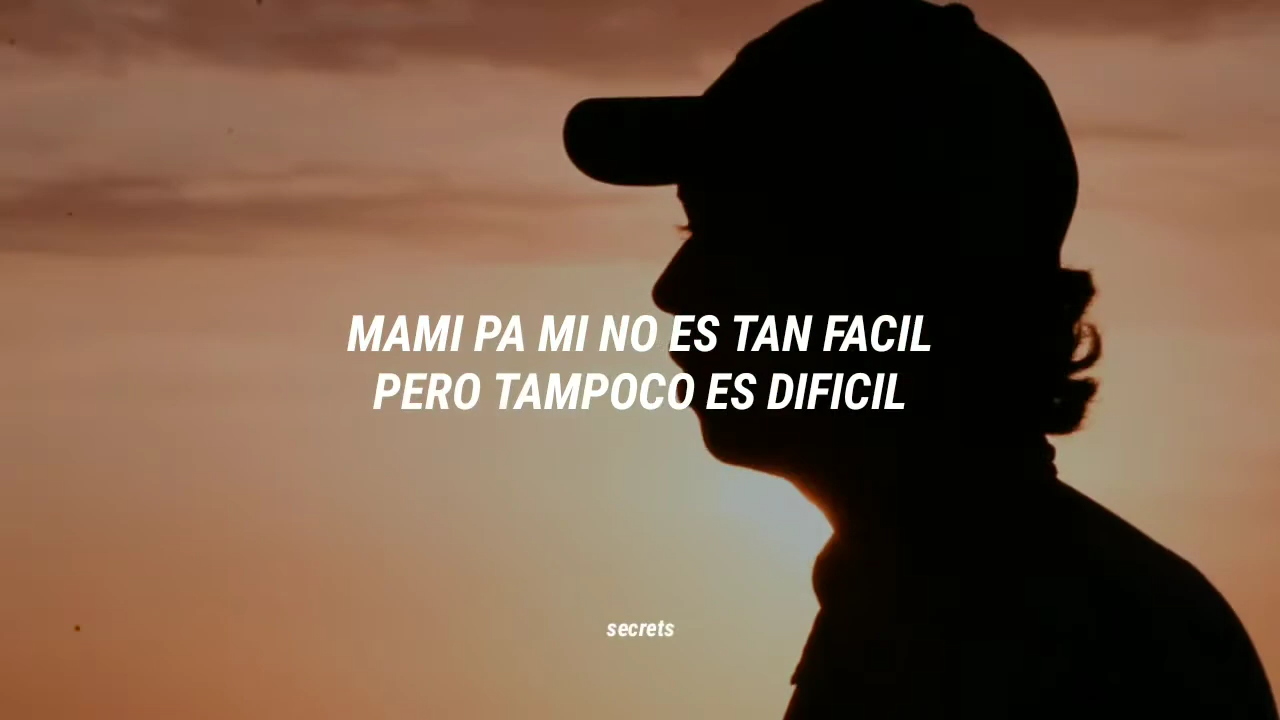 MAMI PA MI NO ES TAN FACIL
PERO TAMPOCO ES DIFICIL
secrets